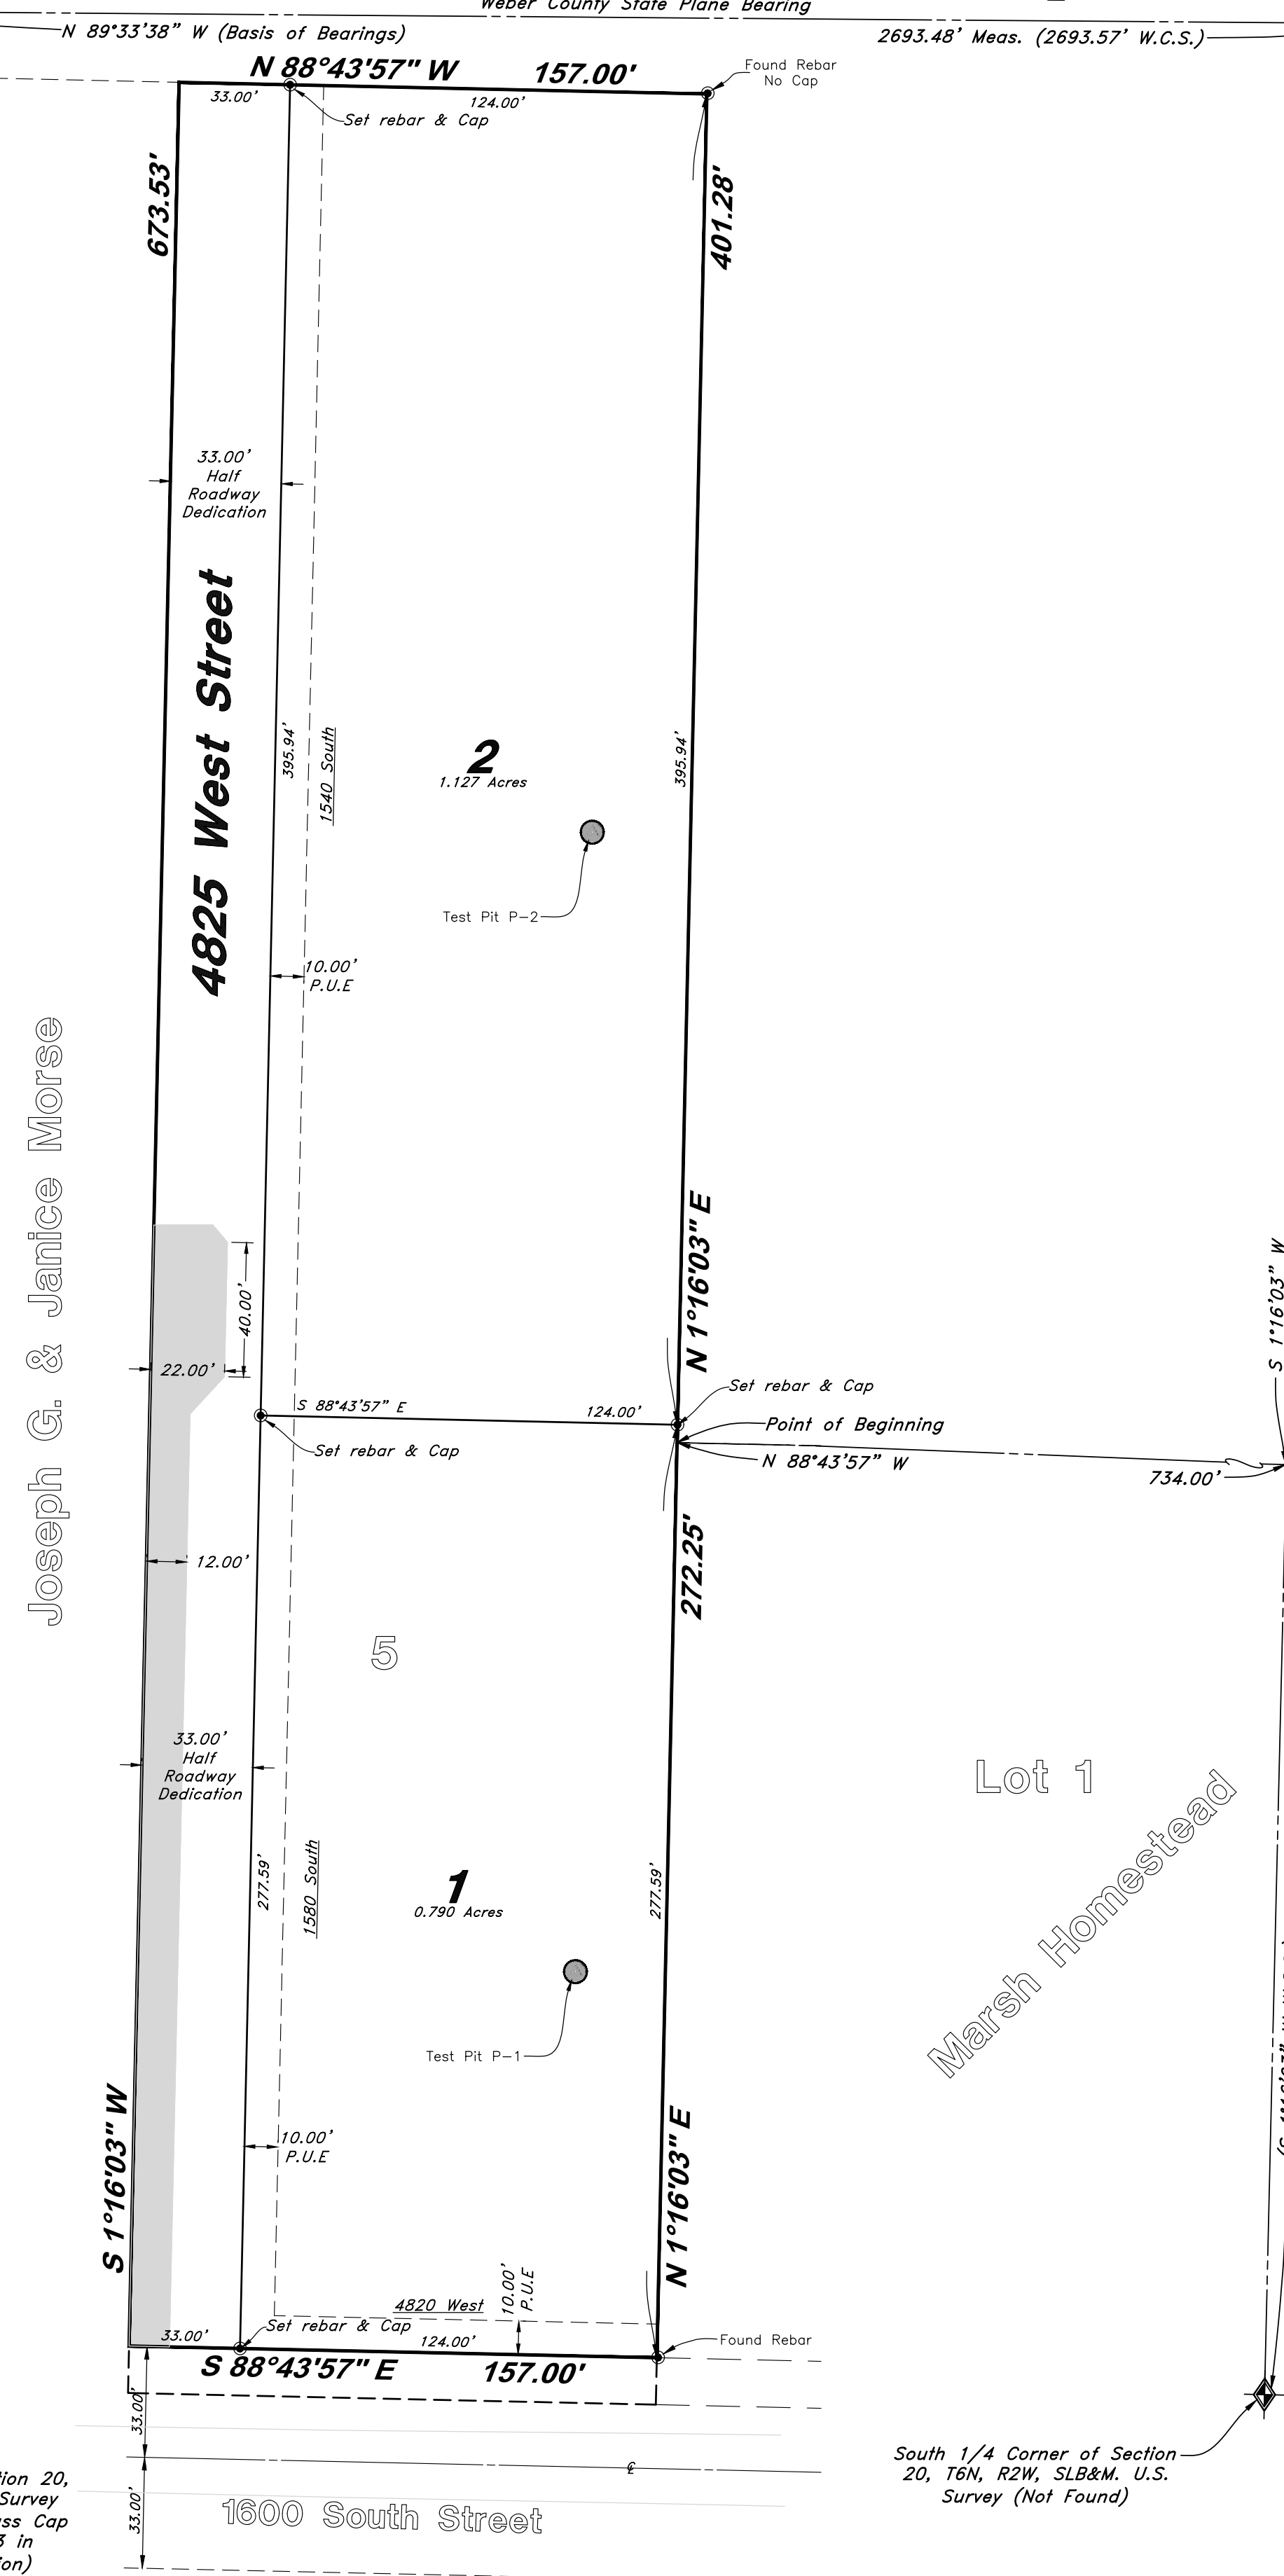 Weber County State Plane Bearing
N 89°33'38" W (Basis of Bearings)
2693.48' Meas. (2693.57' W.C.S.)
N 88°43'57" W
157.00'
Found Rebar
No Cap
33.00'
124.00'
Set rebar & Cap
673.53'
401.28'
33.00'
Half
Roadway
Dedication
4825 West Street
395.94'
1540 South
2
1.127 Acres
395.94'
Test Pit P-2
10.00'
P.U.E
Joseph G. & Janice Morse
N 1°16'03" E
S 1°16'03" W
40.00'
22.00'
Set rebar & Cap
S 88°43'57" E
124.00'
Point of Beginning
Set rebar & Cap
N 88°43'57" W
734.00'
272.25'
12.00'
5
33.00'
Half
Roadway
Dedication
Lot 1
Marsh Homestead
277.59'
1580 South
1
0.790 Acres
277.59'
Test Pit P-1
S 1°16'03" W
10.00'
P.U.E
N 1°16'03" E
10.00'
P.U.E
4820 West
Set rebar & Cap
33.00'
124.00'
Found Rebar
S 88°43'57" E
157.00'
33.00'
South 1/4 Corner of Section
20, T6N, R2W, SLB&M. U.S.
Survey (Not Found)
℄
20,
Survey
Cap
in
33.00'
1600 South Street